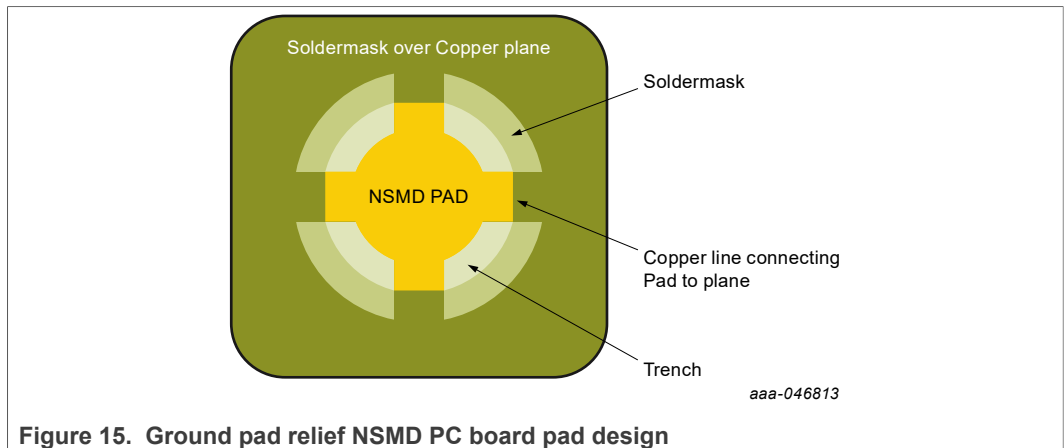 Soldermask over Copper plane
Soldermask
NSMD PAD
Copper line connecting
Pad to plane
Trench
aaa-046813
Figure 15. Ground pad relief NSMD PC board pad design